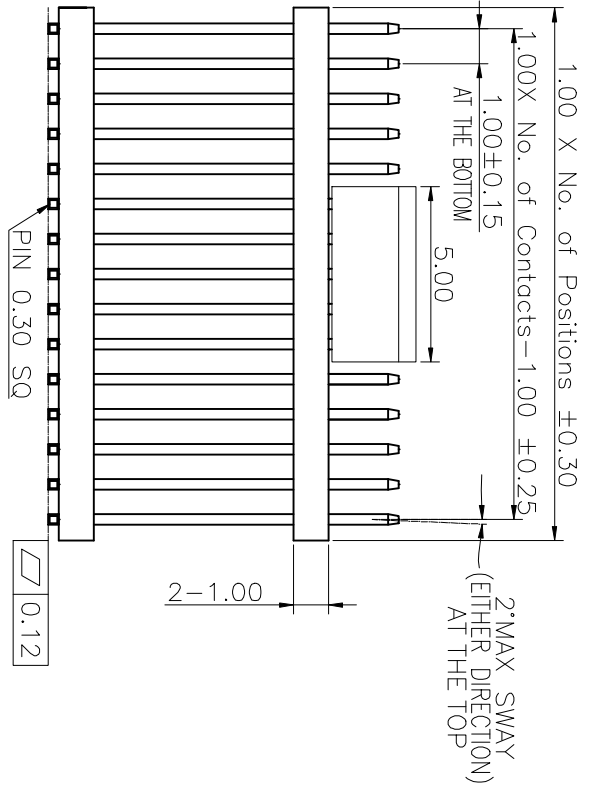 1.00 X No. of Positions ±0.30
1.00X No. of Contacts-1.00 ±0.25
1.00±0.15
AT THE BOTTOM
5.00
2°MAX SWAY
(EITHER DIRECTION)
AT THE TOP
2-1.00
PIN 0.30 SQ
0.12